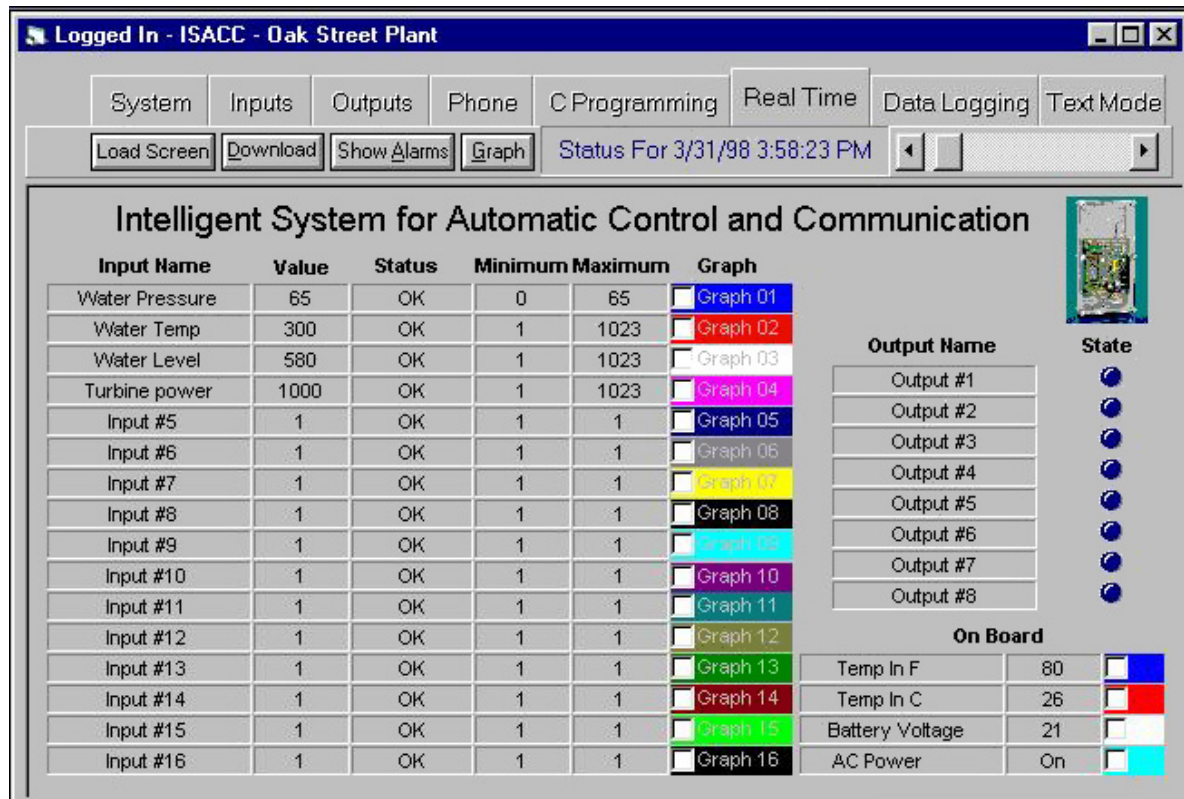 Logged In - ISACC - Oak Street Plant
System Inputs Outputs Phone C Programming Real Time Data Logging Text Mode
Load Screen Download Show Alarms Graph Status For 3/31/98 3:58:23 PM
Intelligent System for Automatic Control and Communication
Input Name Value Status Minimum Maximum Graph
Water Pressure 65 OK 0 65 Graph 01
Water Temp 300 OK 1 1023 Graph 02
Water Level 580 OK 1 1023 Graph 03
Turbine power 1000 OK 1 1023 Graph 04
Input #5 1 OK 1 1 Graph 05
Input #6 1 OK 1 1 Graph 06
Input #7 1 OK 1 1 Graph 07
Input #8 1 OK 1 1 Graph 08
Input #9 1 OK 1 1 Graph 09
Input #10 1 OK 1 1 Graph 10
Input #11 1 OK 1 1 Graph 11
Input #12 1 OK 1 1 Graph 12
Input #13 1 OK 1 1 Graph 13
Input #14 1 OK 1 1 Graph 14
Input #15 1 OK 1 1 Graph 15
Input #16 1 OK 1 1 Graph 16
Output Name State
Output #1
Output #2
Output #3
Output #4
Output #5
Output #6
Output #7
Output #8
On Board
Temp In F 80
Temp In C 26
Battery Voltage 21
AC Power On